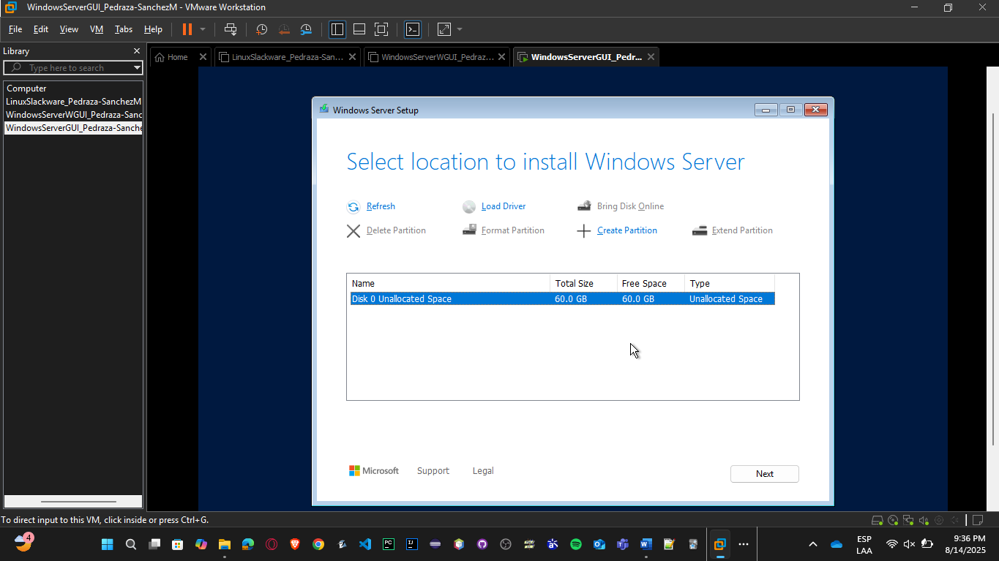 WindowsServerGUI_Pedraza-SanchezM - VMware Workstation
File Edit View VM Tabs Help
Library
Type here to search
Computer
LinuxSlackware_Pedraza-SanchezM
WindowsServerWGUI_Pedraza-Sanc
WindowsServerGUI_Pedraza-Sanche
Home LinuxSlackware_Pedraza-San... WindowsServerWGUI_Pedraz... WindowsServerGUI_Pedr...
Windows Server Setup
Select location to install Windows Server
Refresh Load Driver Bring Disk Online
Delete Partition Format Partition Create Partition Extend Partition
Name Total Size Free Space Type
Disk 0 Unallocated Space 60.0 GB 60.0 GB Unallocated Space
Microsoft Support Legal Next
To direct input to this VM, click inside or press Ctrl+G.
4
PC
IJ
ESP
LAA
9:36 PM
8/14/2025